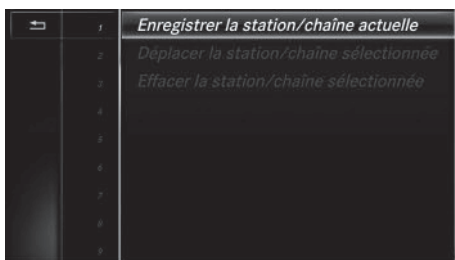 1 Enregistrer la station/chaîne actuelle
2 Déplacer la station/chaîne sélectionnée
3 Effacer la station/chaîne sélectionnée
4
5
6
7
8
9